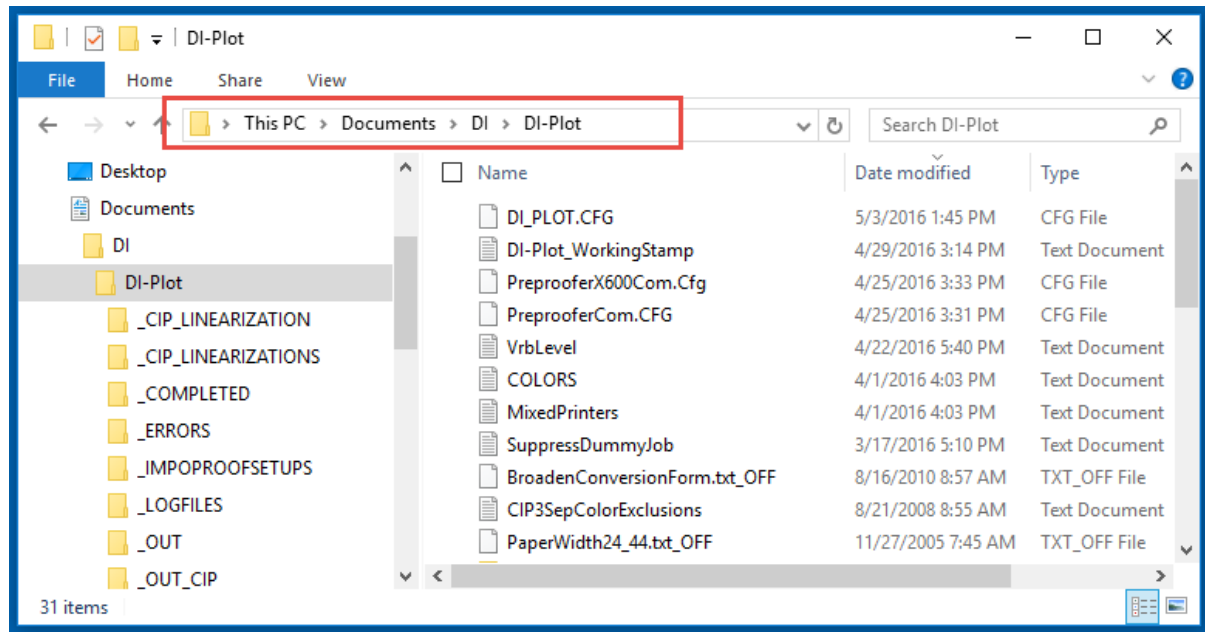 DI-Plot
File Home Share View
This PC > Documents > DI > DI-Plot
Search DI-Plot
Desktop
Documents
DI
DI-Plot
_CIP_LINEARIZATION
_CIP_LINEARIZATIONS
_COMPLETED
_ERRORS
_IMPOPROOFSETUPS
_LOGFILES
_OUT
_OUT_CIP
Name Date modified Type
DI_PLOT.CFG 5/3/2016 1:45 PM CFG File
DI-Plot_WorkingStamp 4/29/2016 3:14 PM Text Document
PreprooferX600Com.Cfg 4/25/2016 3:33 PM CFG File
PreprooferCom.CFG 4/25/2016 3:31 PM CFG File
VrbLevel 4/22/2016 5:40 PM Text Document
COLORS 4/1/2016 4:03 PM Text Document
MixedPrinters 4/1/2016 4:03 PM Text Document
SuppressDummyJob 3/17/2016 5:10 PM Text Document
BroadenConversionForm.txt_OFF 8/16/2010 8:57 AM TXT_OFF File
CIP3SepColorExclusions 8/21/2008 8:55 AM Text Document
PaperWidth24_44.txt_OFF 11/27/2005 7:45 AM TXT_OFF File
31 items